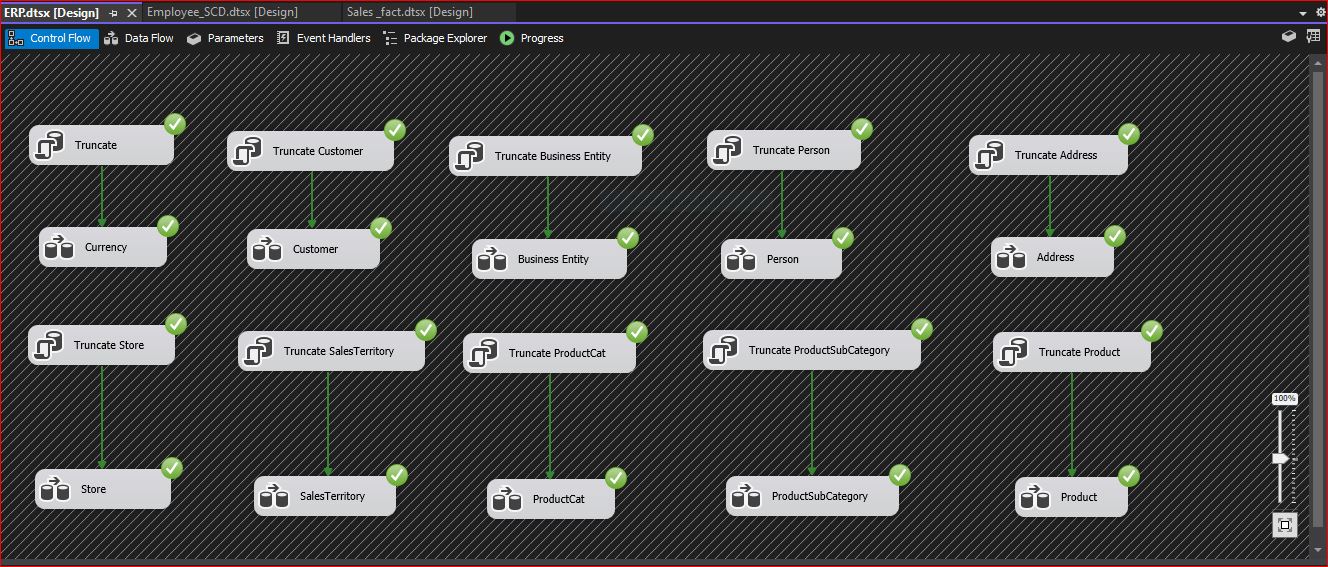 ERP.dtsx [Design]
Employee_SCD.dtsx [Design]
Sales _fact.dtsx [Design]
Control Flow
Data Flow
Parameters
Event Handlers
Package Explorer
Progress
Truncate
Truncate Customer
Truncate Business Entity
Truncate Person
Truncate Address
Currency
Customer
Business Entity
Person
Address
Truncate Store
Truncate SalesTerritory
Truncate ProductCat
Truncate ProductSubCategory
Truncate Product
100%
Store
SalesTerritory
ProductCat
ProductSubCategory
Product